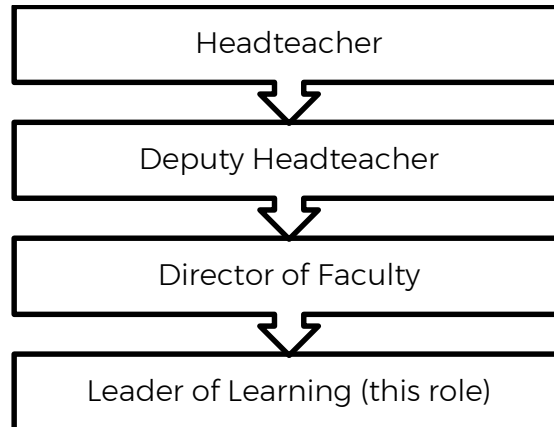 Headteacher
Deputy Headteacher
Director of Faculty
Leader of Learning (this role)